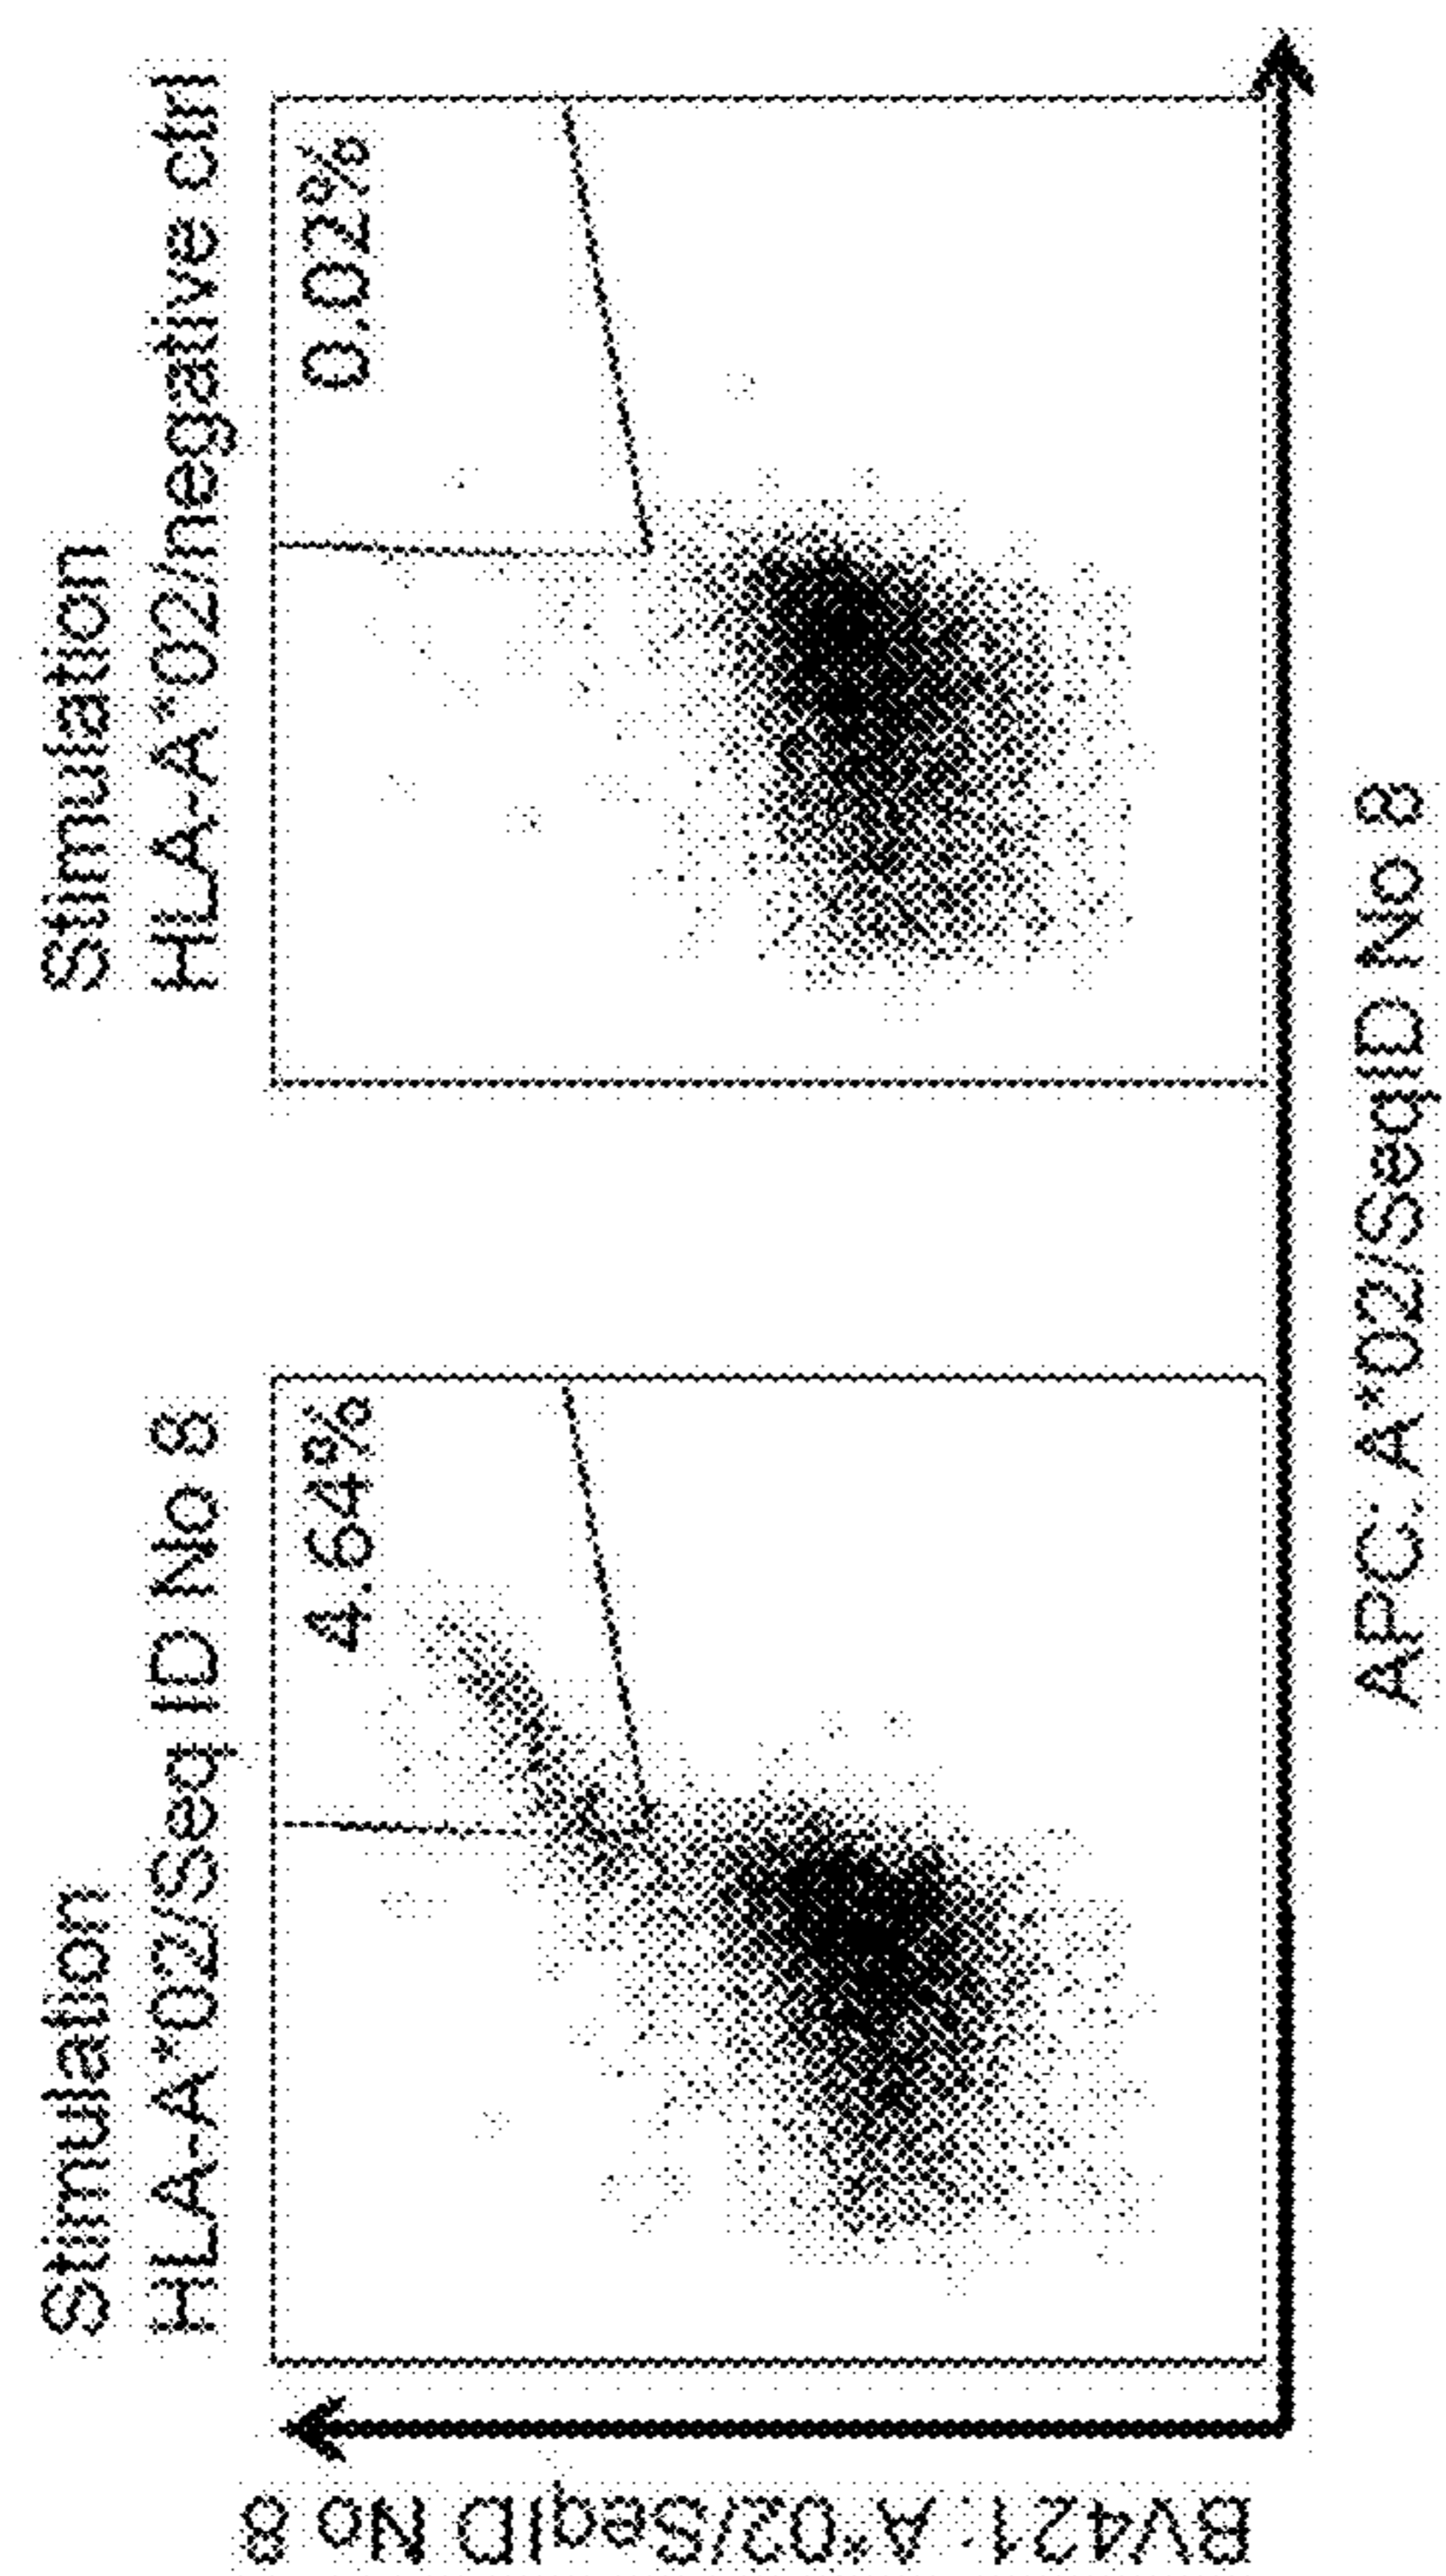 Stimulation
HLA-A*02/Seq ID No 8
4.64%
Stimulation
HLA-A*02/negative ctrl
0.02%
BV421: A*02/SeqID No 8
APC: A*02/SeqID No 8